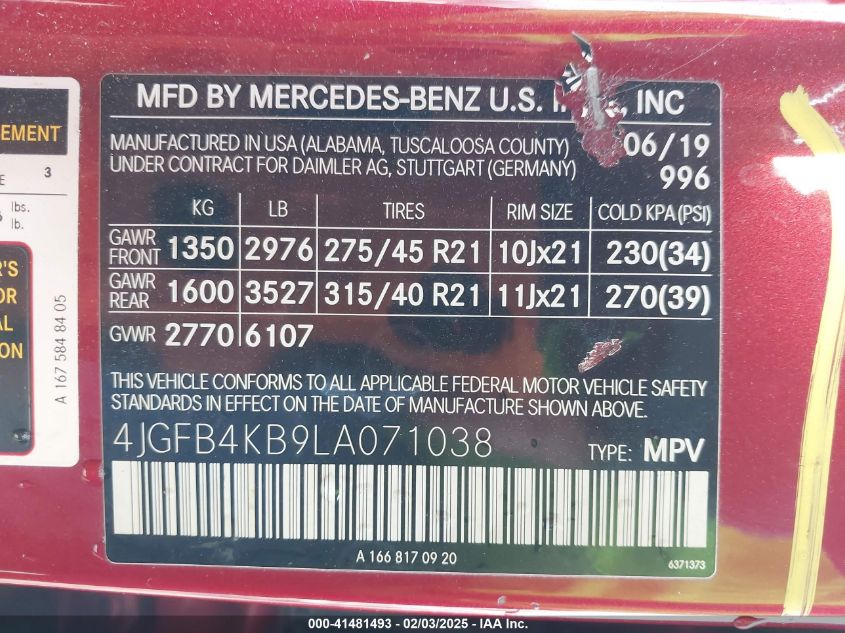 MFD BY MERCEDES-BENZ U.S. INC
MANUFACTURED IN USA (ALABAMA, TUSCALOOSA COUNTY) 06/19
UNDER CONTRACT FOR DAIMLER AG, STUTTGART (GERMANY) 996
KG LB TIRES RIM SIZE COLD KPA(PSI)
GAWR FRONT 1350 2976 275/45 R21 10Jx21 230(34)
GAWR REAR 1600 3527 315/40 R21 11Jx21 270(39)
GVWR 2770 6107
THIS VEHICLE CONFORMS TO ALL APPLICABLE FEDERAL MOTOR VEHICLE SAFETY
STANDARDS IN EFFECT ON THE DATE OF MANUFACTURE SHOWN ABOVE.
4JGFB4KB9LA071038 TYPE: MPV
A 166 817 09 20
6371373
EMENT
3
lbs.
lb.
A 167 584 84 05
000-41481493 - 02/03/2025 - IAA Inc.